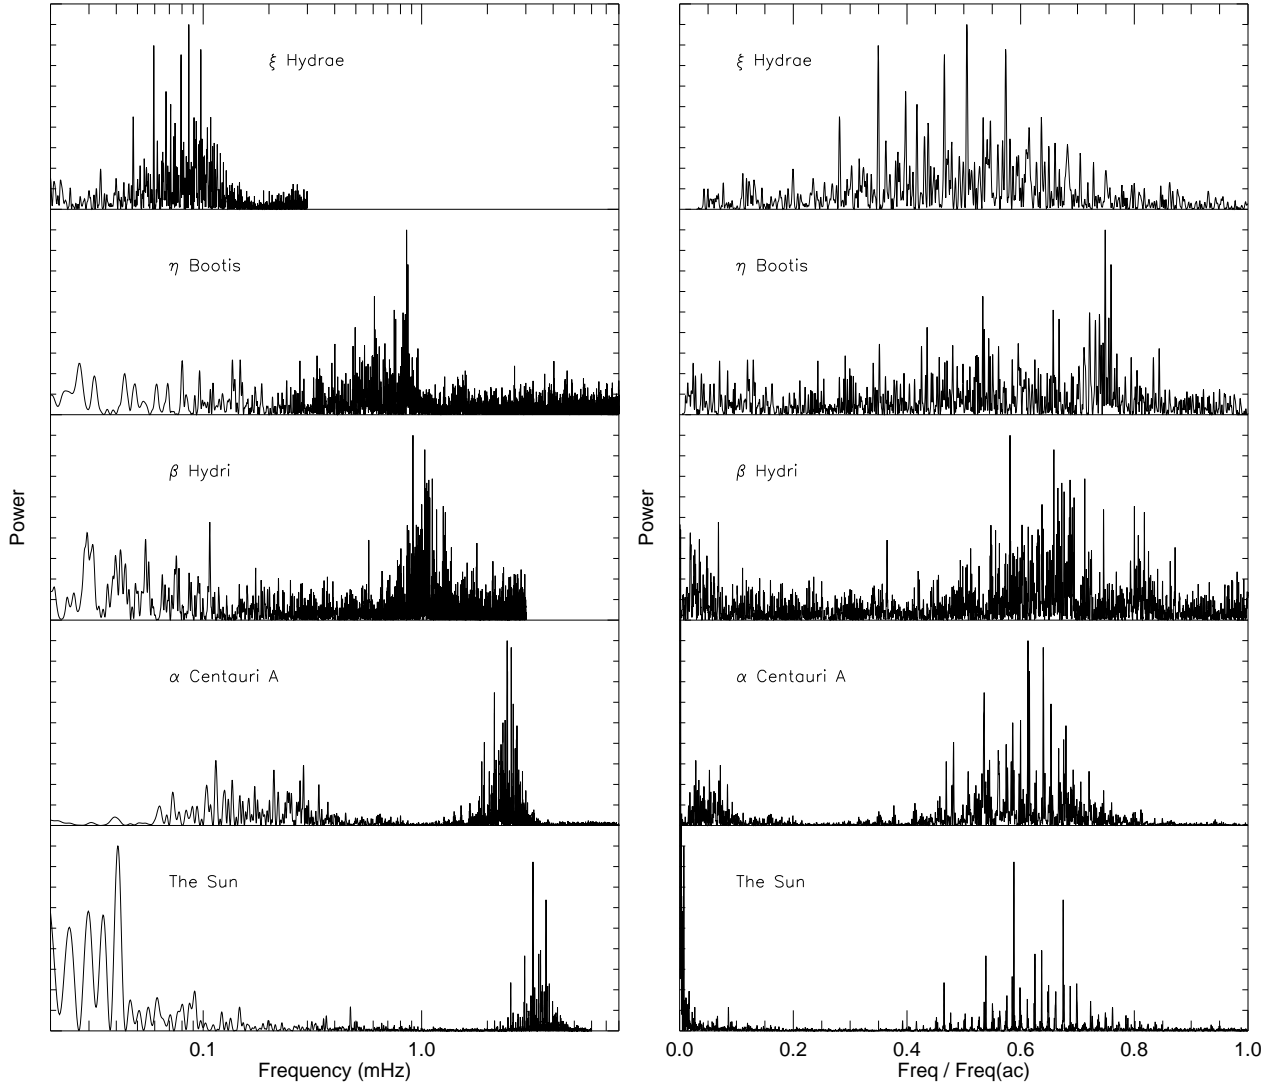 ξ Hydrae
η Bootis
β Hydri
α Centauri A
The Sun
Power
0.1
1.0
Frequency (mHz)
ξ Hydrae
η Bootis
β Hydri
α Centauri A
The Sun
Power
0.0
0.2
0.4
0.6
0.8
1.0
Freq / Freq(ac)